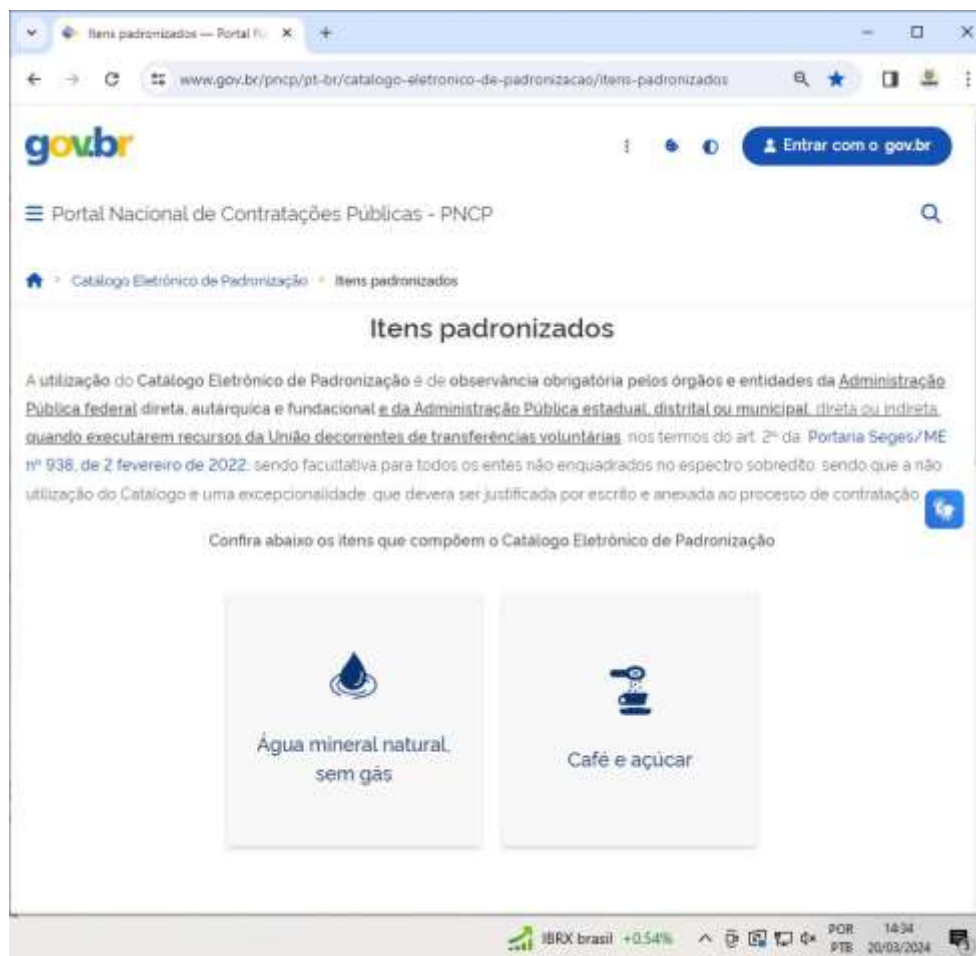 Itens padronizados — Portal N
www.gov.br/pncp/pt-br/catalogo-eletronico-de-padronizacao/itens-padronizados
gov.br
Entrar com o gov.br
Portal Nacional de Contratações Públicas - PNCP
Catálogo Eletrônico de Padronização > Itens padronizados
Itens padronizados
A utilização do Catálogo Eletrônico de Padronização é de observância obrigatória pelos órgãos e entidades da Administração
Pública federal direta, autárquica e fundacional e da Administração Pública estadual, distrital ou municipal, direta ou indireta,
quando executarem recursos da União decorrentes de transferências voluntárias, nos termos do art. 2º da Portaria Seges/ME
nº 938, de 2 fevereiro de 2022, sendo facultativa para todos os entes não enquadrados no espectro sobredito, sendo que a não
utilização do Catálogo é uma excepcionalidade, que deverá ser justificada por escrito e anexada ao processo de contratação
Confira abaixo os itens que compõem o Catálogo Eletrônico de Padronização
Água mineral natural,
sem gás
Café e açúcar
IBRX brasil +0.54%
POR
PTB
14:34
20/03/2024